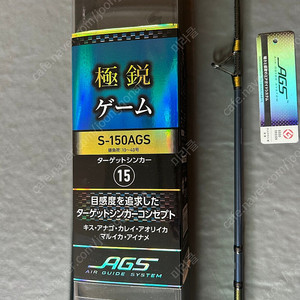 極鋭
ゲーム
S-150AGS
ターゲットシンカー
15
目感度を追求した
ターゲットシンカーコンセプト
キス・アナゴ・カレイ・アオリイカ
マルイカ・アイナメ
AGS
AIR GUIDE SYSTEM
AGS